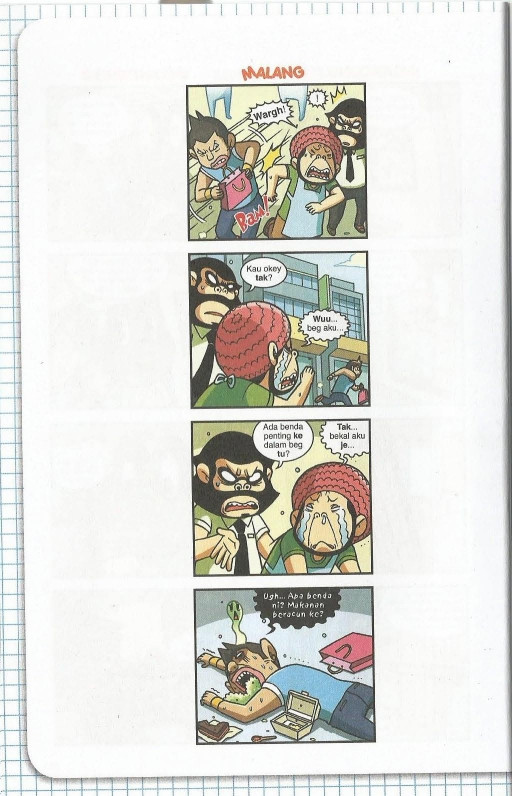 MALANG
Wargh!
!
Raw!
Kau okey
tak?
Wuu...
beg aku...
Ada benda
penting ke
dalam beg
tu?
Tak...
bekal aku
je...
Ugh... Apa benda
ni? Makanan
beracun ke?